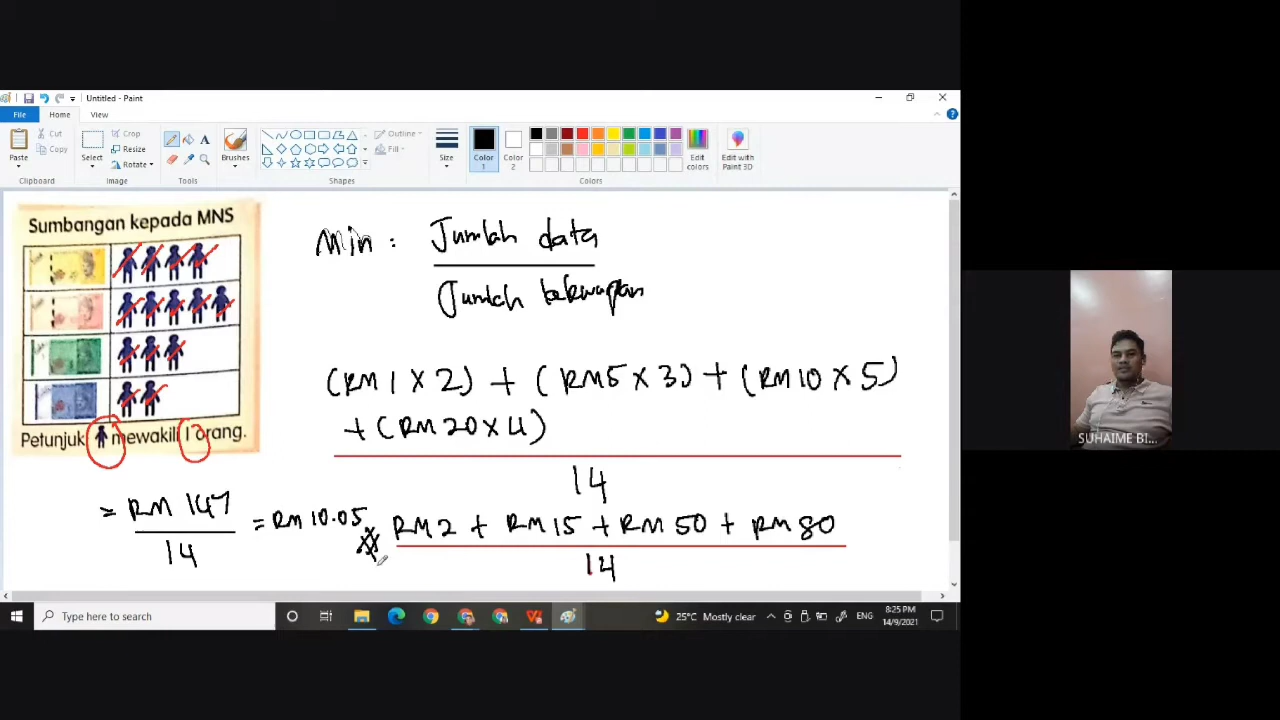 Untitled - Paint
File
Home
View
Paste
Cut
Copy
Clipboard
Select
Crop
Resize
Rotate
Image
Tools
Brushes
Shapes
Outline
Fill
Size
Color 1
Color 2
Edit colors
Edit with Paint 3D
Colors
Sumbangan kepada MNS
Petunjuk mewakili 1 orang.
Min : Jumlah data
Jumlah
(RM 1 × 2) + (RM5 × 3) + (RM 10 × 5)
+ (RM 20 × 4)
14
= RM 147
14
= RM 10.05
RM 2 + RM 15 + RM 50 + RM 80
14
SUHAIME BI...
Type here to search
25°C Mostly clear
ENG
8:25 PM
14/9/2021